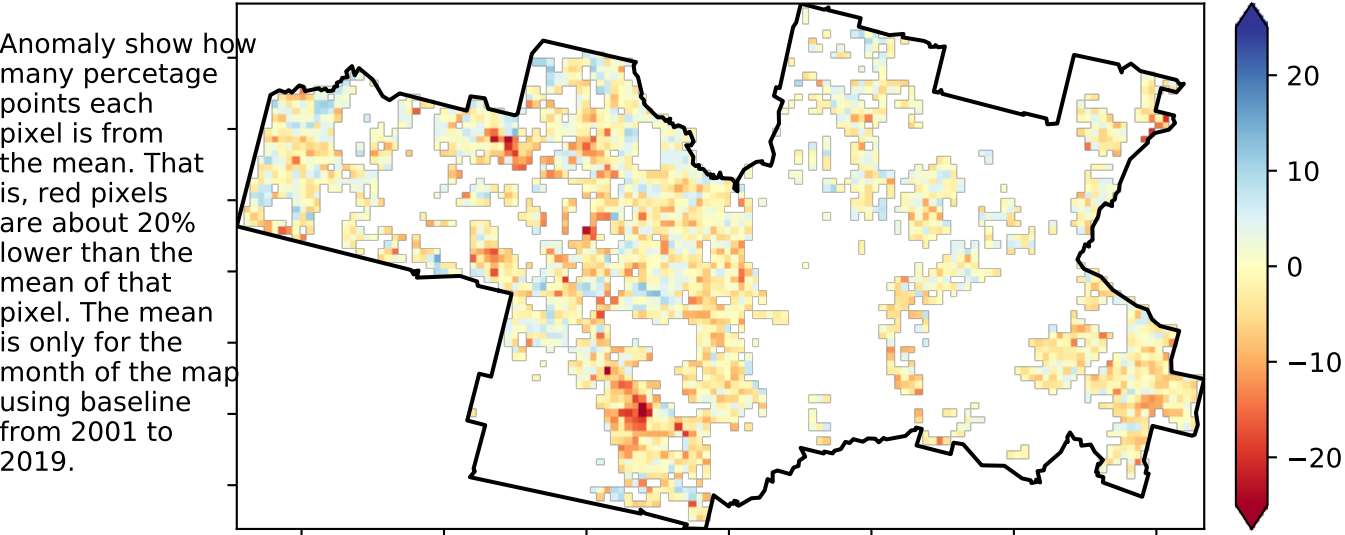 Anomaly show how
many percetage
points each
pixel is from
the mean. That
is, red pixels
are about 20%
lower than the
mean of that
pixel. The mean
is only for the
month of the map
using baseline
from 2001 to
2019.
20
10
0
−10
−20